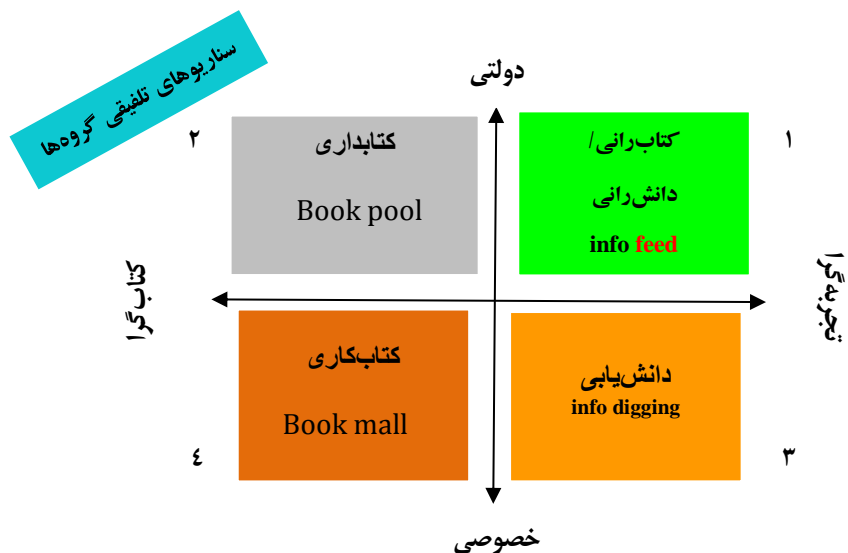 سناریوهای تلفیقی گروه‌ها
دولتی
۱
کتاب‌رانی/
دانش‌رانی
info feed
۲
کتابداری
Book pool
تجربه‌گرا
کتاب‌گرا
دانش‌یابی
info digging
۳
کتاب‌کاری
Book mall
٤
خصوصی